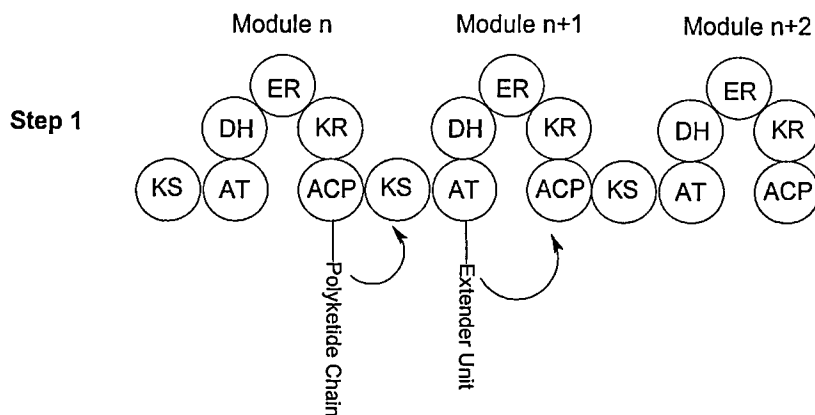 Module n Module n+1 Module n+2
Step 1
ER ER ER
DH KR DH KR DH KR
KS AT ACP KS AT ACP KS AT ACP
Polyketide Chain
Extender Unit